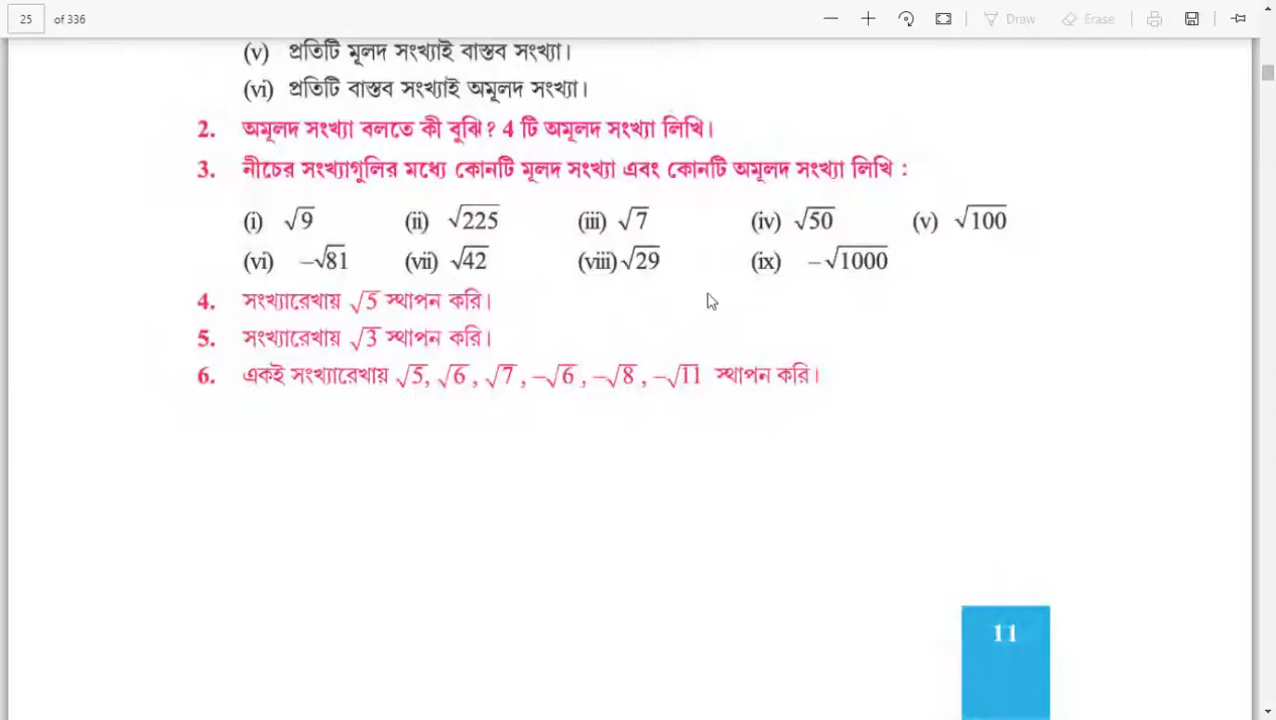 25 of 336 Draw Erase
(v) প্রতিটি মূলদ সংখ্যাই বাস্তব সংখ্যা।
(vi) প্রতিটি বাস্তব সংখ্যাই অমূলদ সংখ্যা।
2. অমূলদ সংখ্যা বলতে কী বুঝি? 4 টি অমূলদ সংখ্যা লিখি।
3. নীচের সংখ্যাগুলির মধ্যে কোনটি মূলদ সংখ্যা এবং কোনটি অমূলদ সংখ্যা লিখি :
(i) √9 (ii) √225 (iii) √7 (iv) √50 (v) √100
(vi) –√81 (vii) √42 (viii) √29 (ix) –√1000
4. সংখ্যারেখায় √5 স্থাপন করি।
5. সংখ্যারেখায় √3 স্থাপন করি।
6. একই সংখ্যারেখায় √5, √6, √7, –√6, –√8, –√11 স্থাপন করি।
11